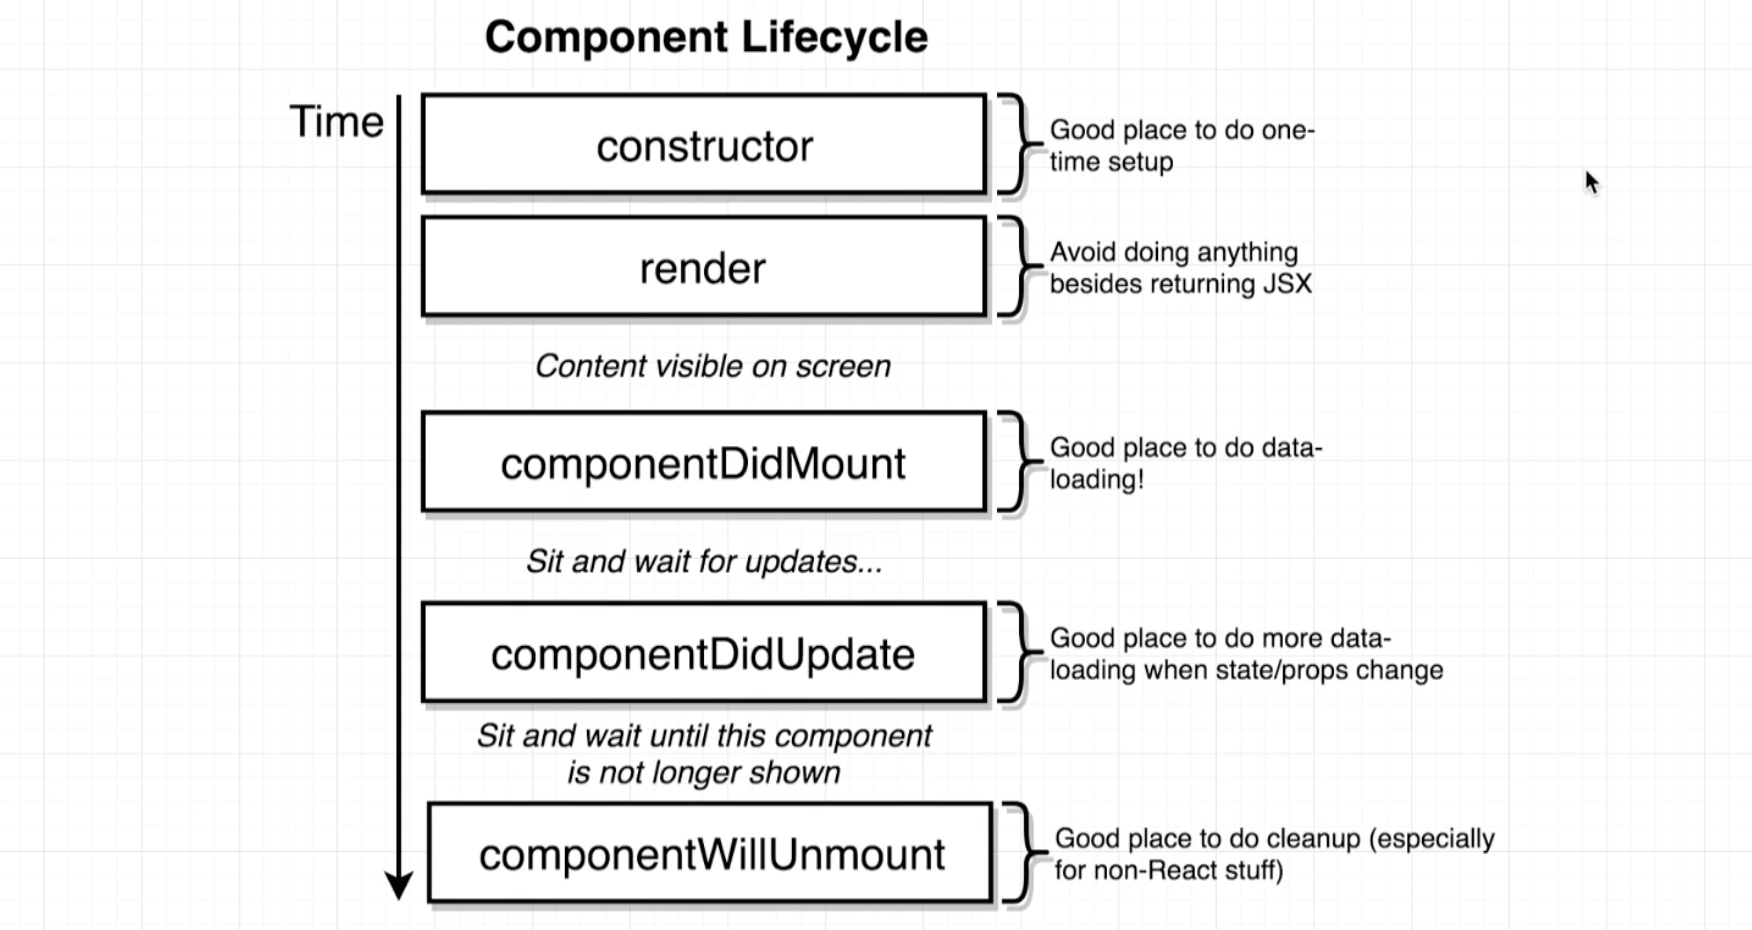 Component Lifecycle
Time
constructor
Good place to do one-
time setup
render
Avoid doing anything
besides returning JSX
Content visible on screen
componentDidMount
Good place to do data-
loading!
Sit and wait for updates...
componentDidUpdate
Good place to do more data-
loading when state/props change
Sit and wait until this component
is not longer shown
componentWillUnmount
Good place to do cleanup (especially
for non-React stuff)